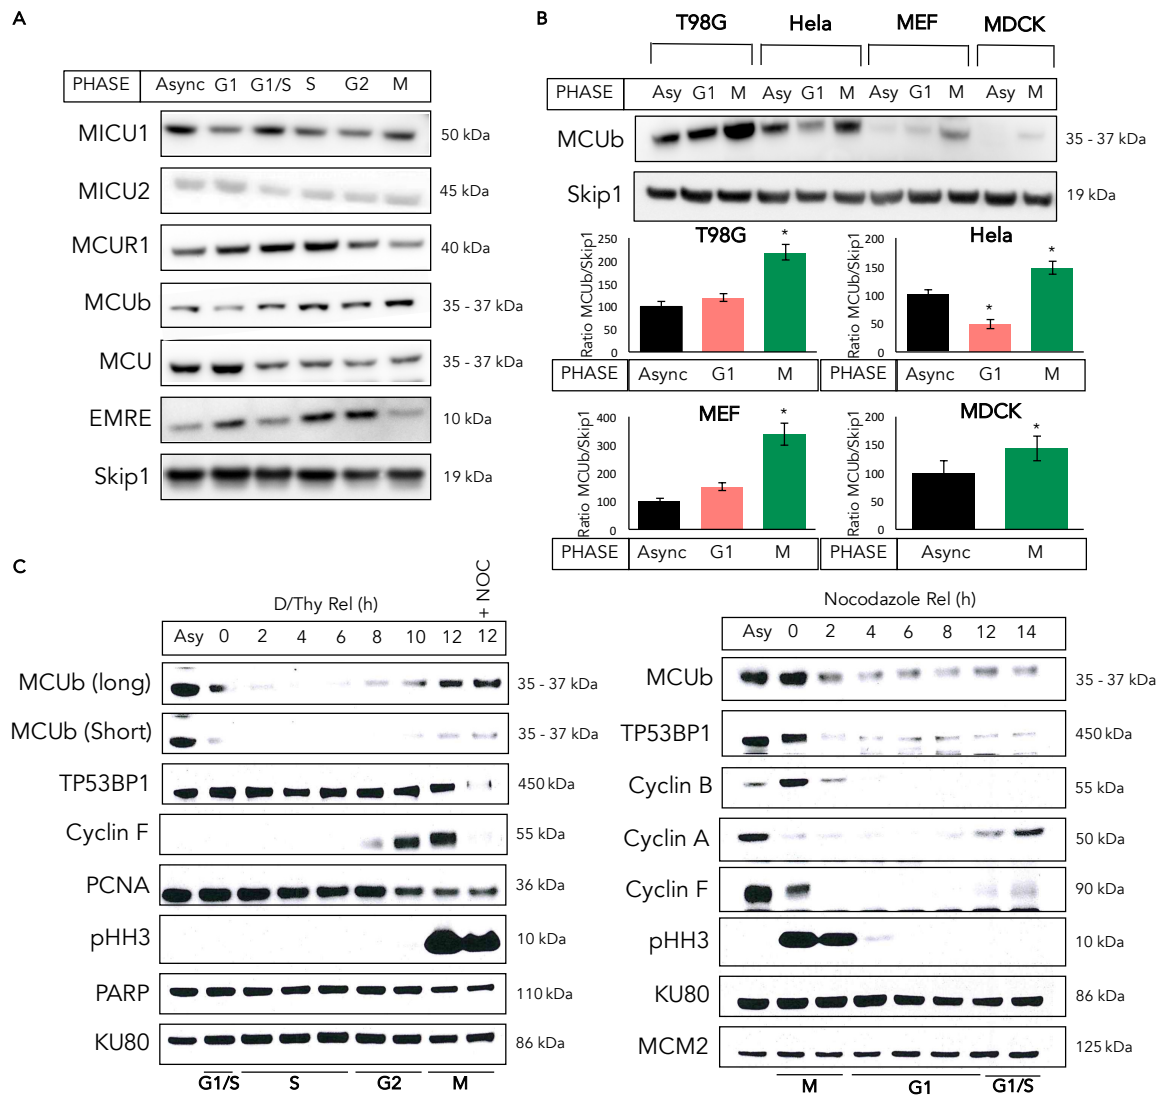 A
PHASE Async G1 G1/S S G2 M
MICU1 50 kDa
MICU2 45 kDa
MCUR1 40 kDa
MCUb 35 - 37 kDa
MCU 35 - 37 kDa
EMRE 10 kDa
Skip1 19 kDa
B
T98G Hela MEF MDCK
PHASE Asy G1 M Asy G1 M Asy G1 M Asy M
MCUb 35 - 37 kDa
Skip1 19 kDa
T98G
Ratio MCUb/Skip1
250
200
150
100
50
0
*
PHASE Async G1 M
Hela
Ratio MCUb/Skip1
200
150
100
50
0
*
*
PHASE Async G1 M
MEF
Ratio MCUb/Skip1
400
300
200
100
0
*
PHASE Async G1 M
MDCK
Ratio MCUb/Skip1
200
150
100
50
0
*
PHASE Async M
C
D/Thy Rel (h)
+ NOC
Asy 0 2 4 6 8 10 12 12
MCUb (long) 35 - 37 kDa
MCUb (Short) 35 - 37 kDa
TP53BP1 450 kDa
Cyclin F 55 kDa
PCNA 36 kDa
pHH3 10 kDa
PARP 110 kDa
KU80 86 kDa
G1/S S G2 M
Nocodazole Rel (h)
Asy 0 2 4 6 8 12 14
MCUb 35 - 37 kDa
TP53BP1 450 kDa
Cyclin B 55 kDa
Cyclin A 50 kDa
Cyclin F 90 kDa
pHH3 10 kDa
KU80 86 kDa
MCM2 125 kDa
M G1 G1/S